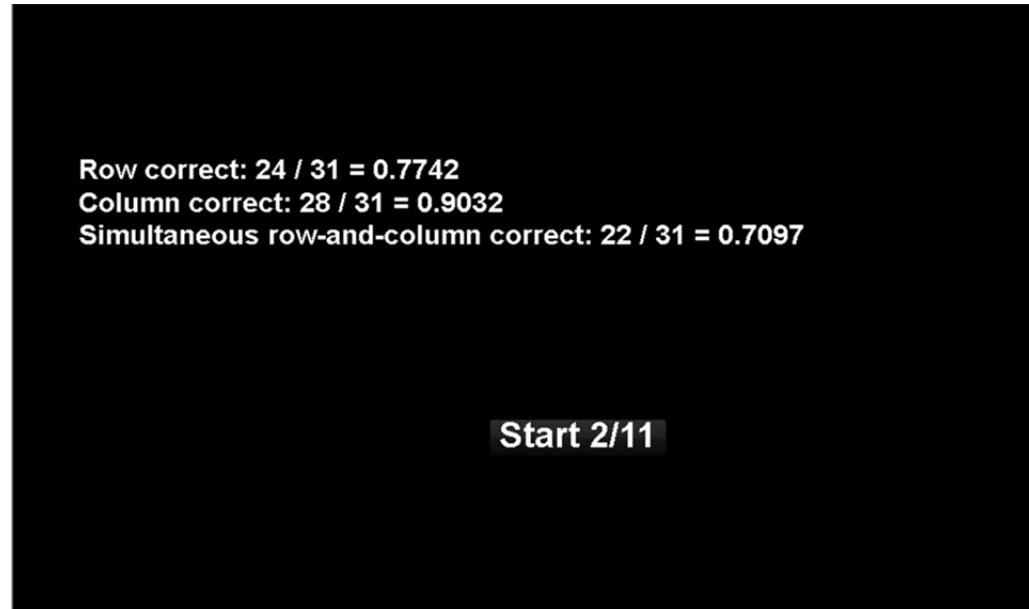 Row correct: 24 / 31 = 0.7742
Column correct: 28 / 31 = 0.9032
Simultaneous row-and-column correct: 22 / 31 = 0.7097
Start 2/11